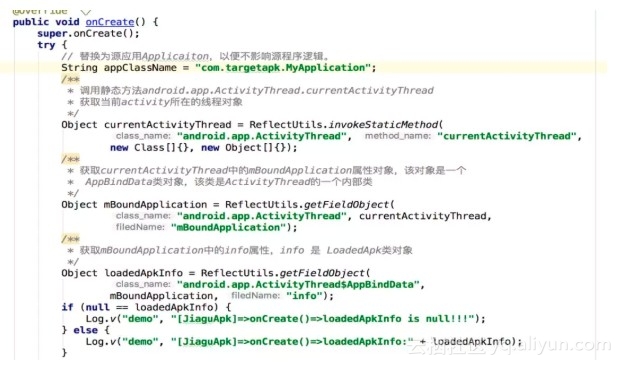 @Override
public void onCreate() {
super.onCreate();
try {
// 替换为源应用Applicaiton，以便不影响源程序逻辑。
String appClassName = "com.targetapk.MyApplication";
/**
* 调用静态方法android.app.ActivityThread.currentActivityThread
* 获取当前activity所在的线程对象
*/
Object currentActivityThread = ReflectUtils.invokeStaticMethod(
class_name: "android.app.ActivityThread", method_name: "currentActivityThread",
new Class[]{}, new Object[]{});
/**
* 获取currentActivityThread中的mBoundApplication属性对象，该对象是一个
* AppBindData类对象，该类是ActivityThread的一个内部类
*/
Object mBoundApplication = ReflectUtils.getFieldObject(
class_name: "android.app.ActivityThread", currentActivityThread,
filedName: "mBoundApplication");
/**
* 获取mBoundApplication中的info属性，info 是 LoadedApk类对象
*/
Object loadedApkInfo = ReflectUtils.getFieldObject(
class_name: "android.app.ActivityThread$AppBindData",
mBoundApplication, filedName: "info");
if (null == loadedApkInfo) {
Log.v("demo", "[JiaguApk]=>onCreate()=>loadedApkInfo is null!!!");
} else {
Log.v("demo", "[JiaguApk]=>onCreate()=>loadedApkInfo:" + loadedApkInfo);
}
云栖社区 yq.aliyun.com